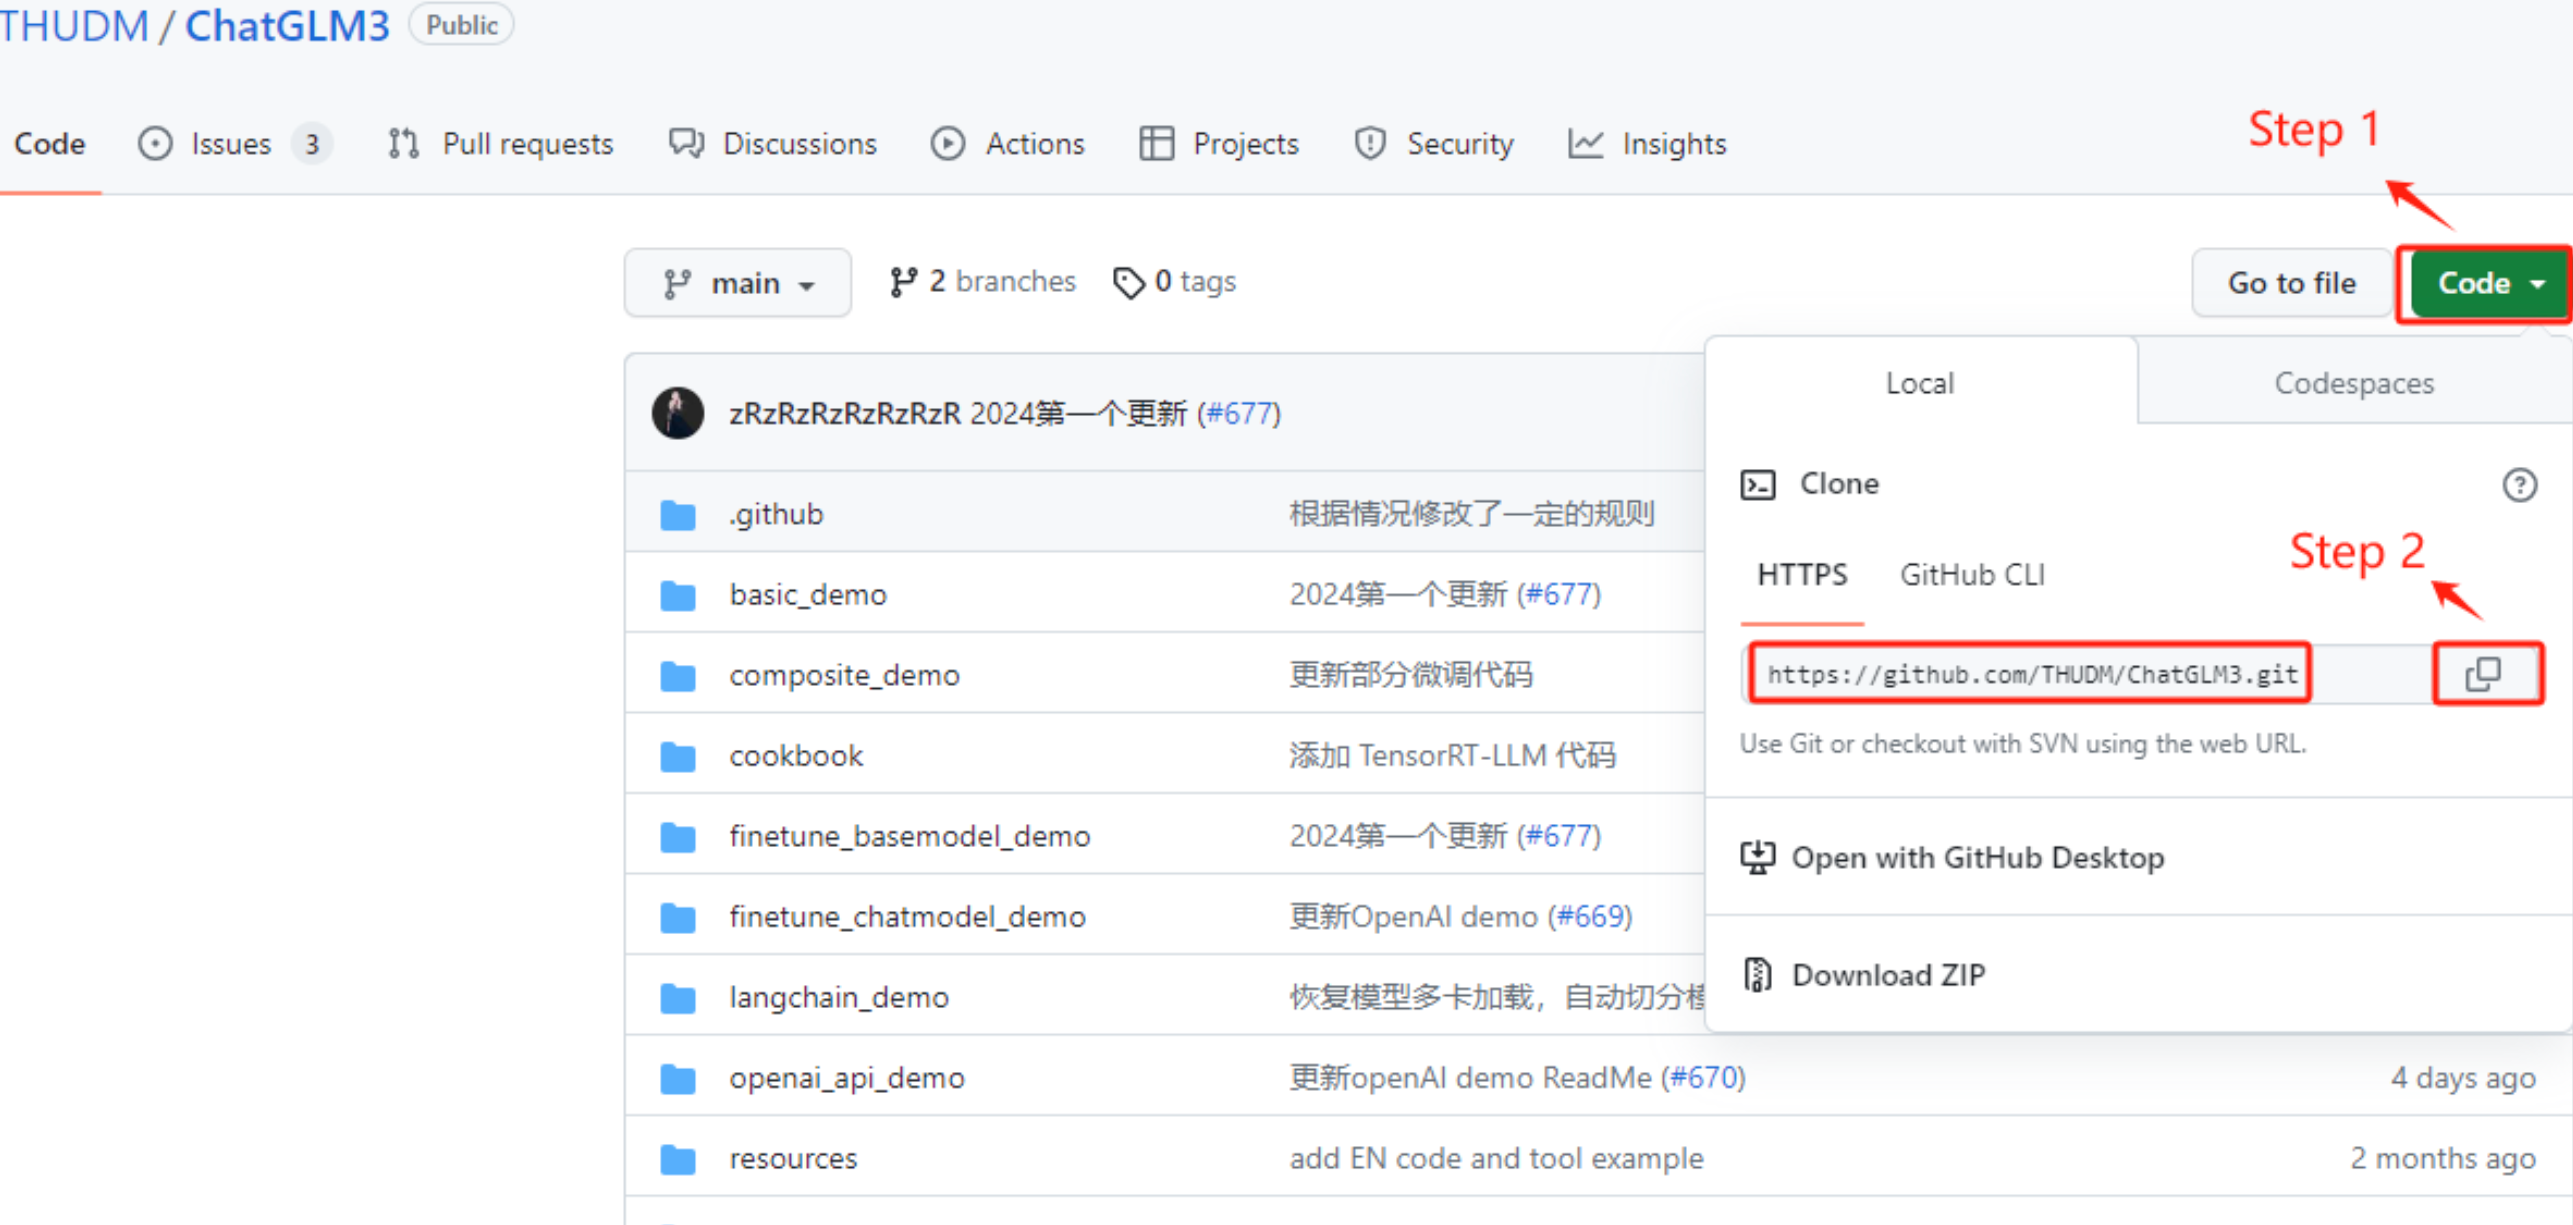 THUDM / ChatGLM3 Public
Code Issues 3 Pull requests Discussions Actions Projects Security Insights
Step 1
main 2 branches 0 tags Go to file Code
zRzRzRzRzRzRzR 2024第一个更新 (#677)
.github 根据情况修改了一定的规则
basic_demo 2024第一个更新 (#677)
composite_demo 更新部分微调代码
cookbook 添加 TensorRT-LLM 代码
finetune_basemodel_demo 2024第一个更新 (#677)
finetune_chatmodel_demo 更新OpenAI demo (#669)
langchain_demo 恢复模型多卡加载，自动切分
openai_api_demo 更新openAI demo ReadMe (#670) 4 days ago
resources add EN code and tool example 2 months ago
Local Codespaces
Clone
Step 2
HTTPS GitHub CLI
https://github.com/THUDM/ChatGLM3.git
Use Git or checkout with SVN using the web URL.
Open with GitHub Desktop
Download ZIP